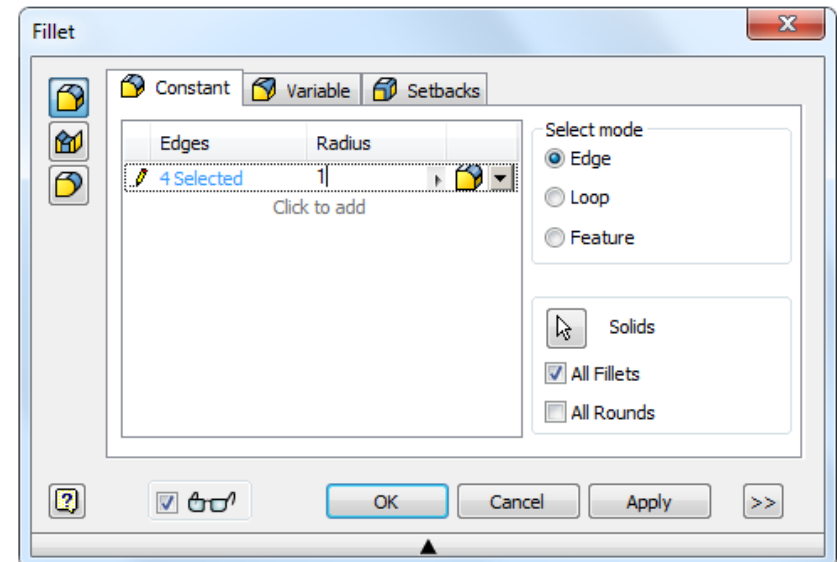 Fillet
Constant Variable Setbacks
Edges Radius
4 Selected 1
Click to add
Select mode
Edge
Loop
Feature
Solids
All Fillets
All Rounds
OK Cancel Apply >>